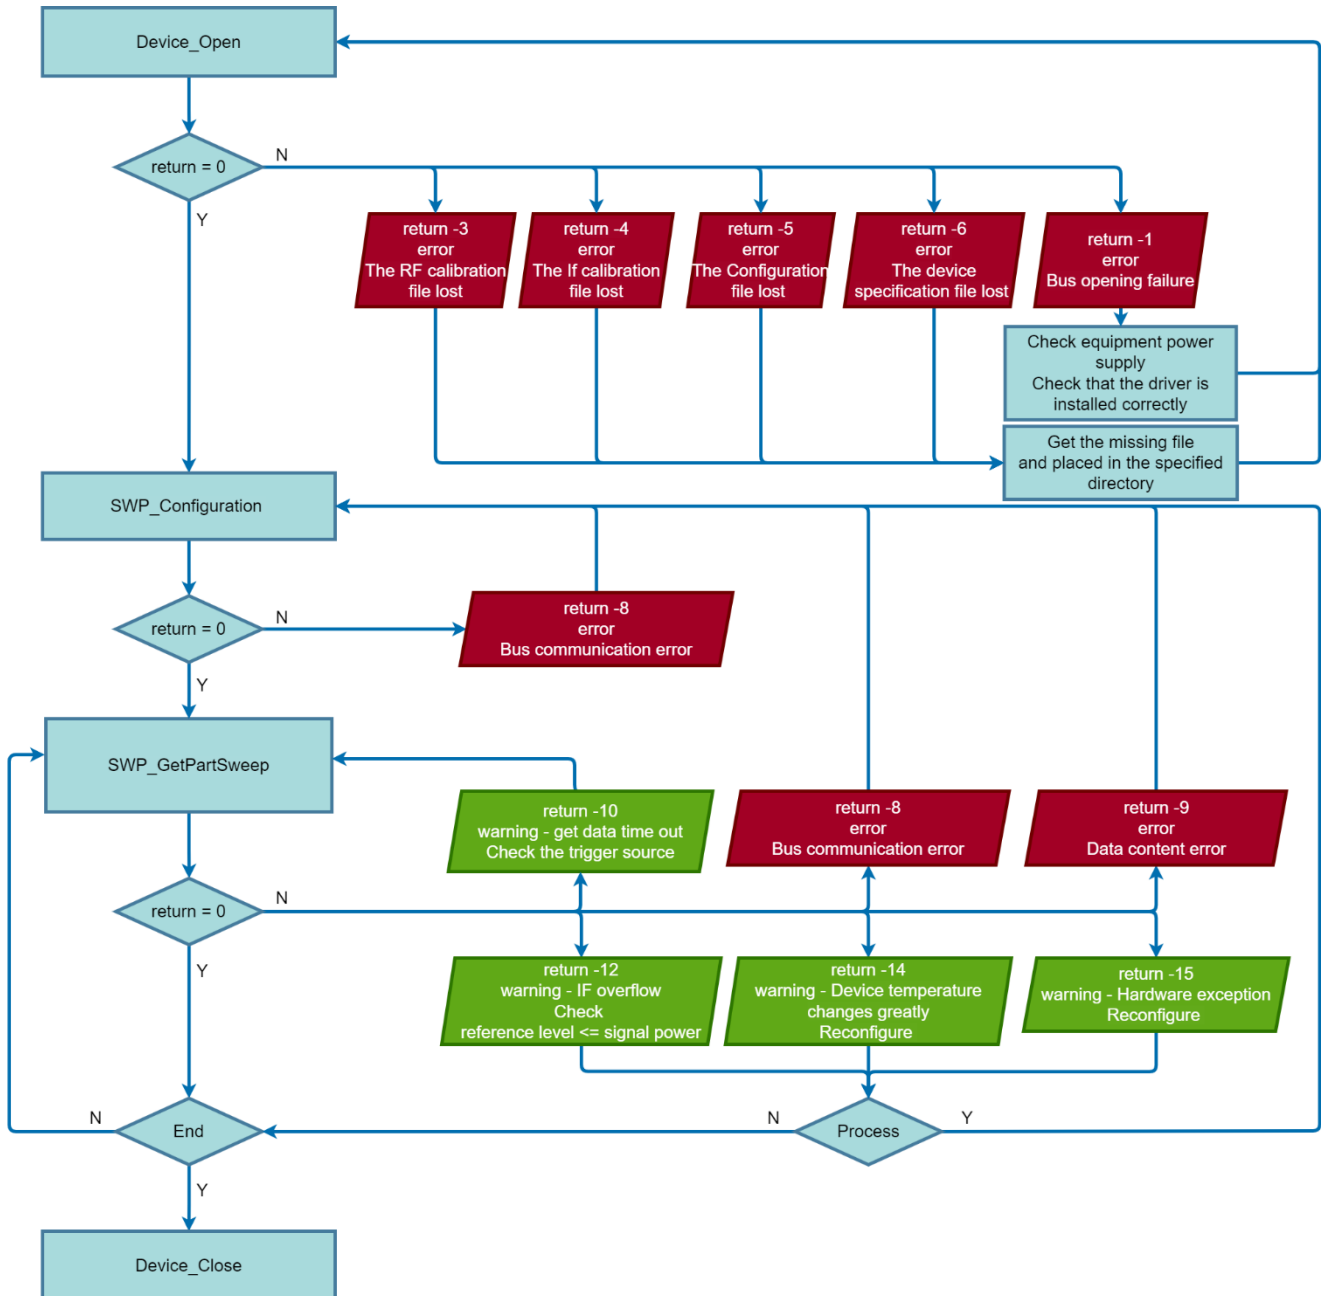 Device_Open
return = 0
N
Y
return -3
error
The RF calibration
file lost
return -4
error
The If calibration
file lost
return -5
error
The Configuration
file lost
return -6
error
The device
specification file lost
return -1
error
Bus opening failure
Check equipment power
supply
Check that the driver is
installed correctly
Get the missing file
and placed in the specified
directory
SWP_Configuration
return = 0
N
Y
return -8
error
Bus communication error
SWP_GetPartSweep
return -10
warning - get data time out
Check the trigger source
return -8
error
Bus communication error
return -9
error
Data content error
return = 0
N
Y
return -12
warning - IF overflow
Check
reference level <= signal power
return -14
warning - Device temperature
changes greatly
Reconfigure
return -15
warning - Hardware exception
Reconfigure
N
End
N
Process
Y
Y
Device_Close